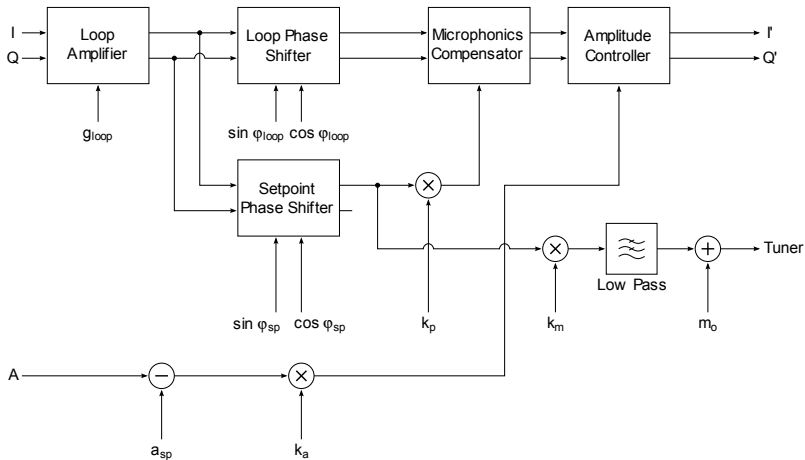 I
Q
Loop
Amplifier
Loop Phase
Shifter
Microphonics
Compensator
Amplitude
Controller
I'
Q'
g_loop
sin φ_loop
cos φ_loop
Setpoint
Phase Shifter
×
×
+
Tuner
Low Pass
sin φ_sp
cos φ_sp
k_p
k_m
m_o
A
−
×
a_sp
k_a